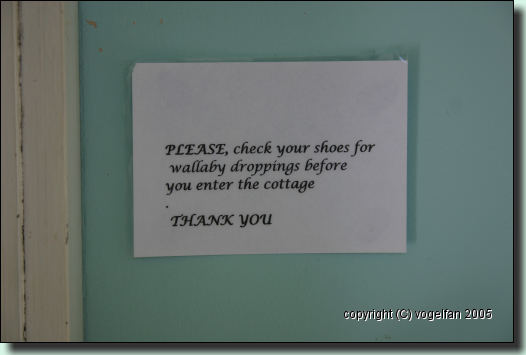 PLEASE, check your shoes for
wallaby droppings before
you enter the cottage
.
THANK YOU
copyright (C) vogelfan 2005